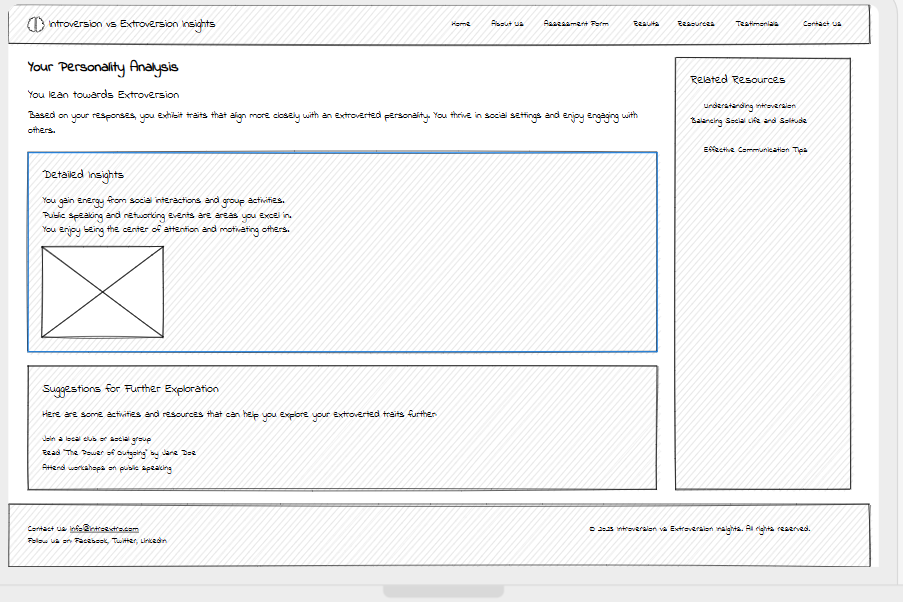 Introversion vs Extroversion Insights
Home About Us Assessment Form Results Resources Testimonials Contact Us
Your Personality Analysis
You lean towards Extroversion
Based on your responses, you exhibit traits that align more closely with an extroverted personality. You thrive in social settings and enjoy engaging with
others.
Detailed Insights
You gain energy from social interactions and group activities.
Public speaking and networking events are areas you excel in.
You enjoy being the center of attention and motivating others.
Suggestions for Further Exploration
Here are some activities and resources that can help you explore your extroverted traits further:
Join a local club or social group
Read "The Power of Outgoing" by Jane Doe
Attend workshops on public speaking
Related Resources
Understanding Introversion
Balancing Social Life and Solitude
Effective Communication Tips
Contact Us: info@introextro.com
Follow us on: Facebook, Twitter, LinkedIn
© 2023 Introversion vs Extroversion Insights. All rights reserved.